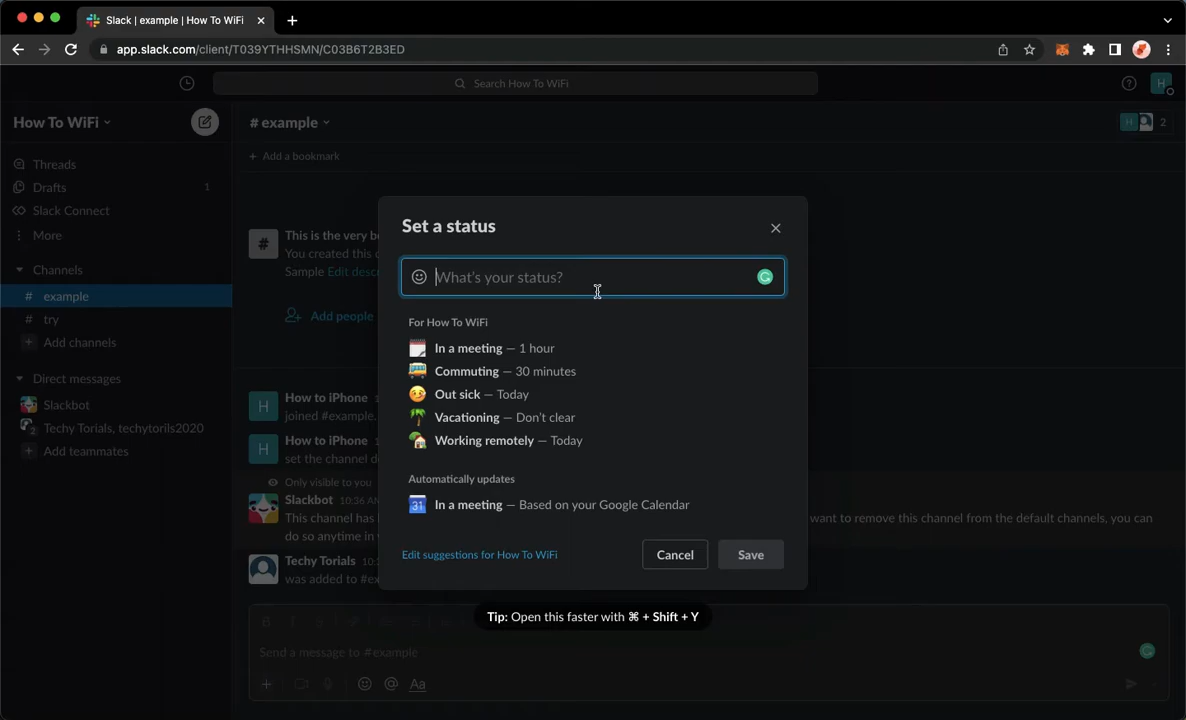 Slack | example | How To WiFi
app.slack.com/client/T039YTHHSMN/C03B6T2B3ED
Search How To WiFi
H
How To WiFi
# example
H 2
Threads
+ Add a bookmark
Drafts 1
Slack Connect
More
Set a status
This is the very b
You created this c
Sample Edit descr
What's your status?
Channels
# example
# try
Add people
For How To WiFi
+ Add channels
In a meeting – 1 hour
Commuting – 30 minutes
Direct messages
Out sick – Today
Slackbot
H How to iPhone 1
joined #example.
Vacationing – Don't clear
2 Techy Torials, techytorils2020
Working remotely – Today
H How to iPhone 1
set the channel d
+ Add teammates
Automatically updates
Only visible to you
31 In a meeting – Based on your Google Calendar
Slackbot 10:36 AM
This channel has
want to remove this channel from the default channels, you can
do so anytime in
Edit suggestions for How To WiFi
Cancel
Save
Techy Torials 10:
was added to #ex
Tip: Open this faster with ⌘ + Shift + Y
B I S
Send a message to #example
+ @ Aa